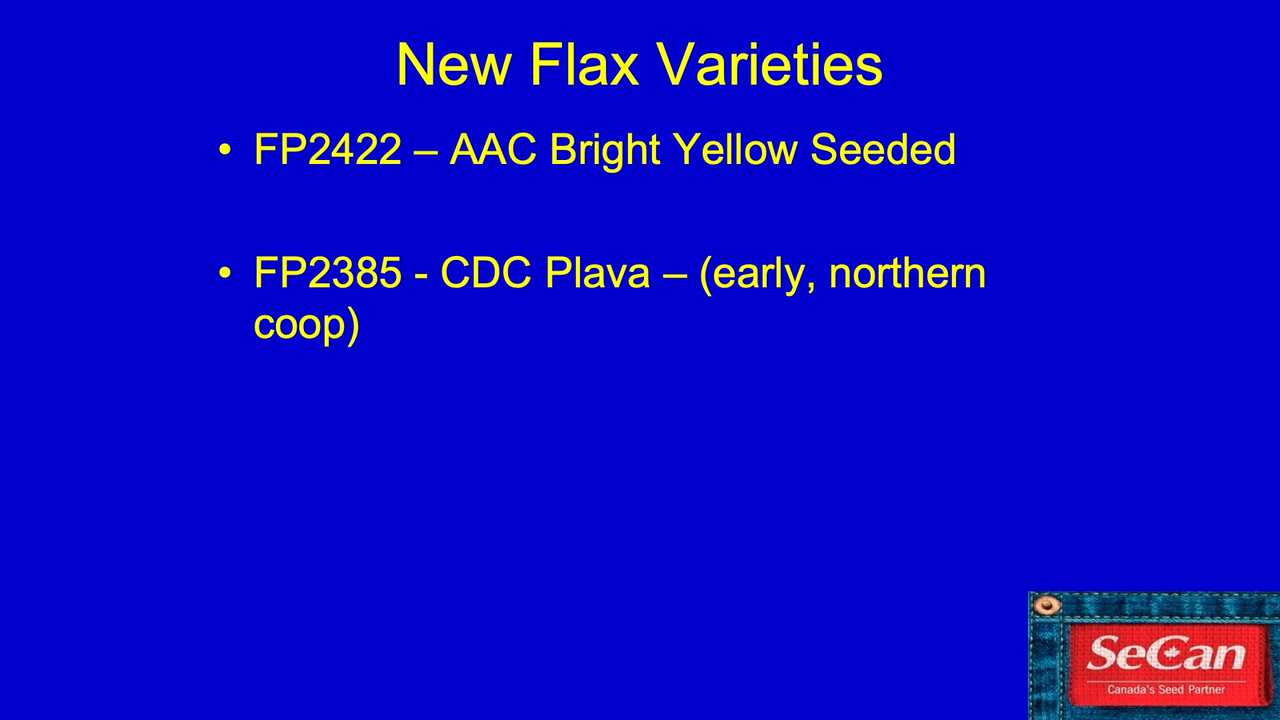 New Flax Varieties
• FP2422 – AAC Bright Yellow Seeded
• FP2385 - CDC Plava – (early, northern
coop)
SeCan
Canada's Seed Partner